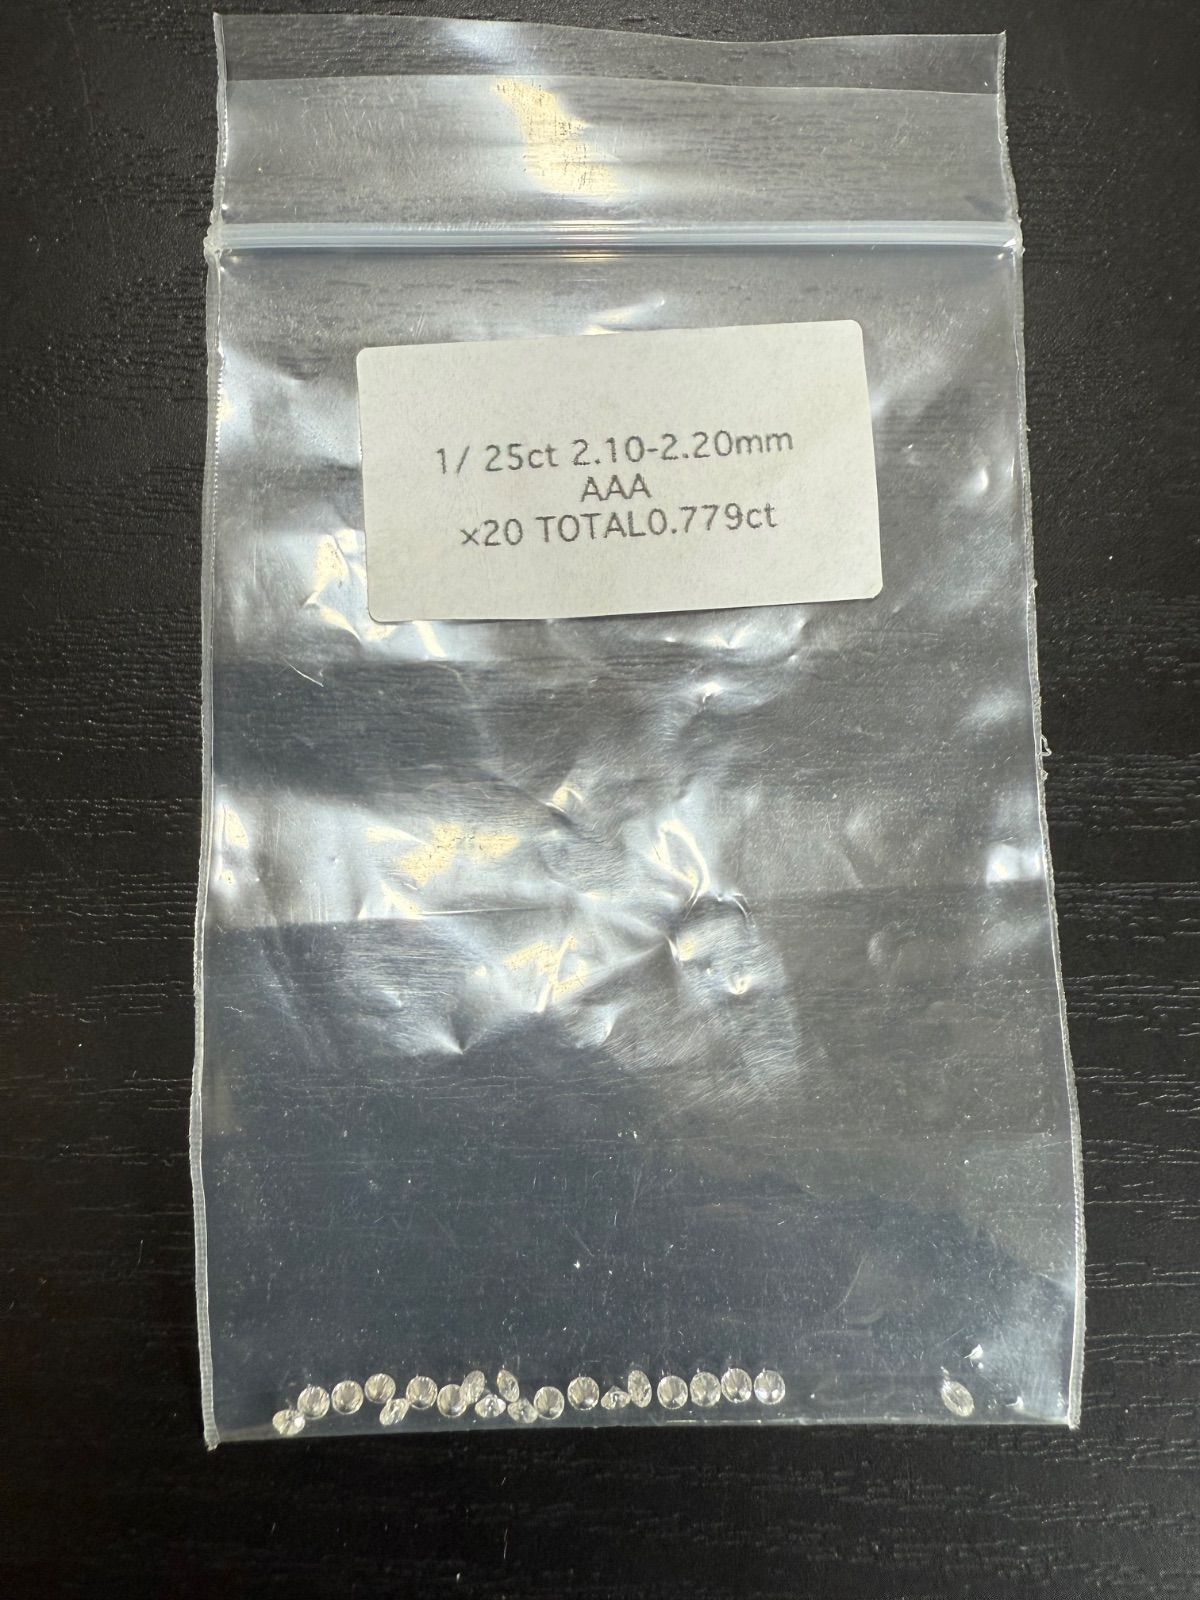 1/ 25ct 2.10-2.20mm
AAA
×20 TOTAL0.779ct